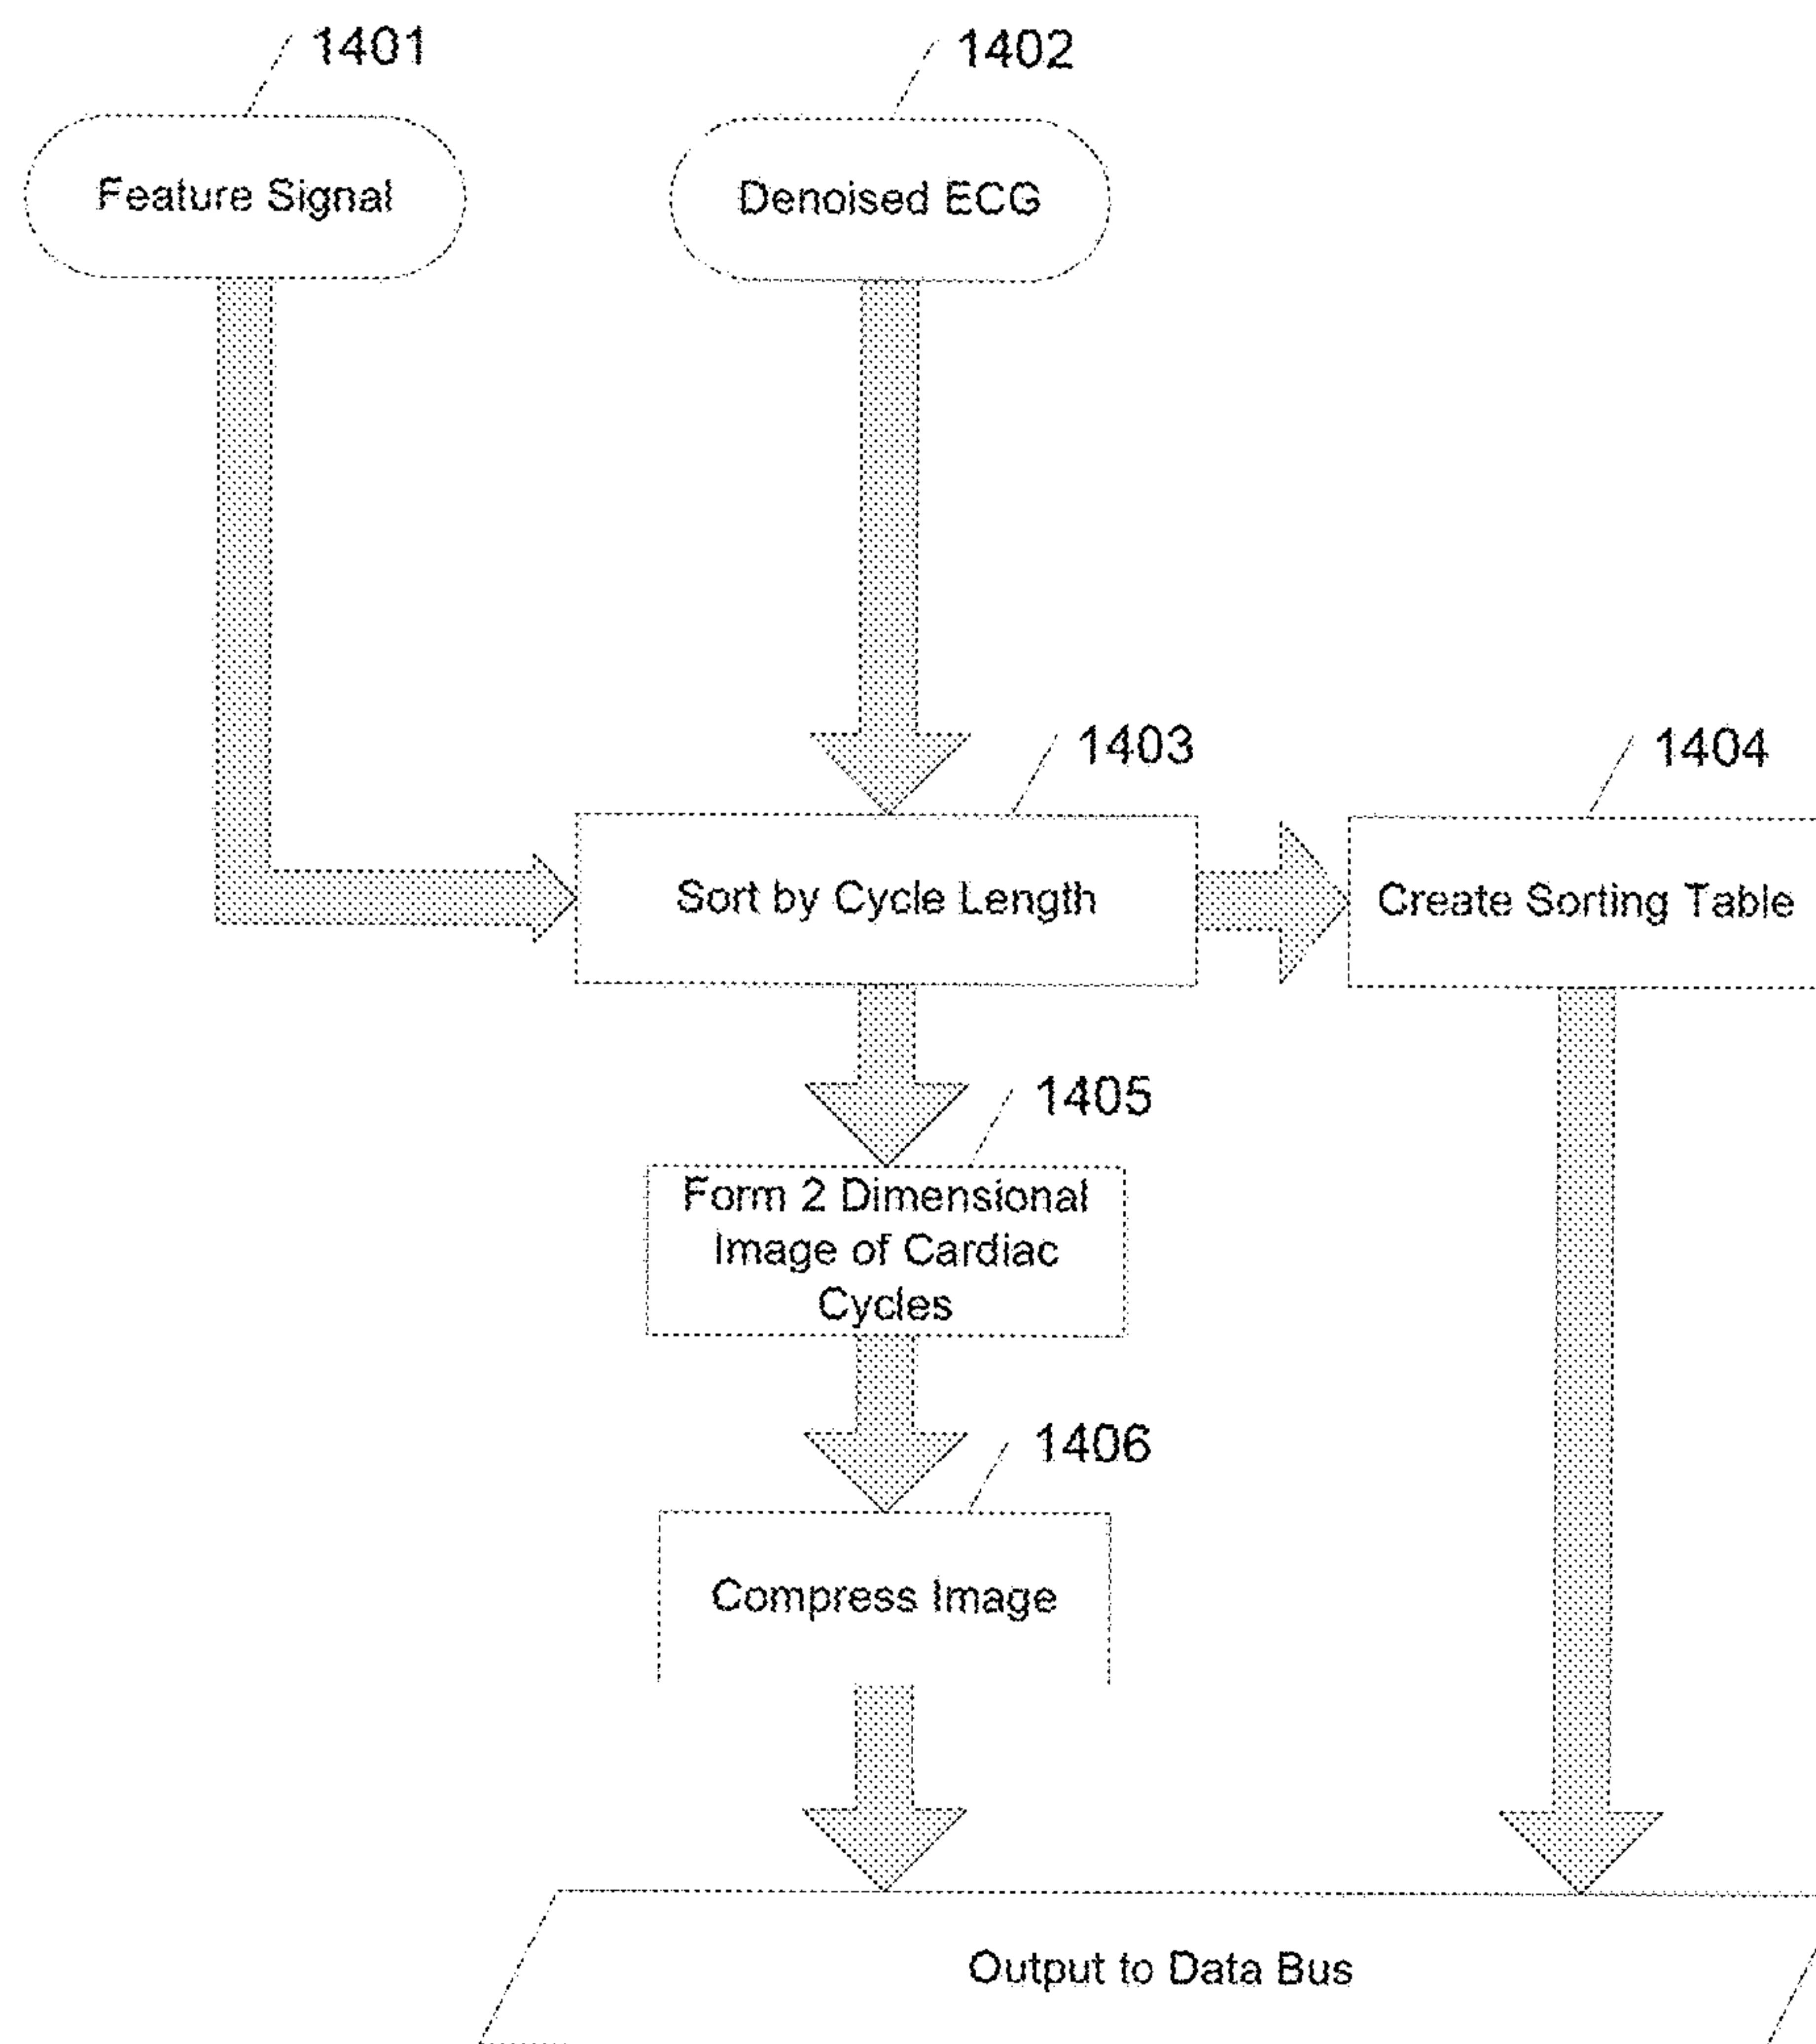 1401
1402
Feature Signal
Denoised ECG
1403
1404
Sort by Cycle Length
Create Sorting Table
1405
Form 2 Dimensional
Image of Cardiac
Cycles
1406
Compress Image
Output to Data Bus